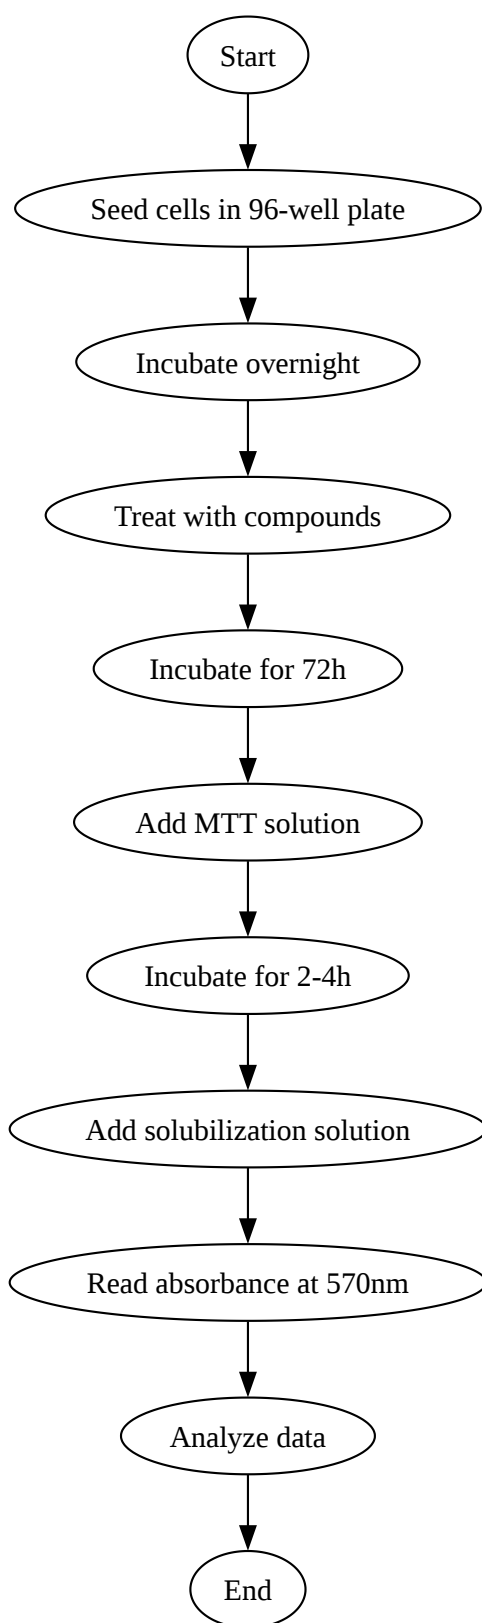 Start
Seed cells in 96-well plate
Incubate overnight
Treat with compounds
Incubate for 72h
Add MTT solution
Incubate for 2-4h
Add solubilization solution
Read absorbance at 570nm
Analyze data
End